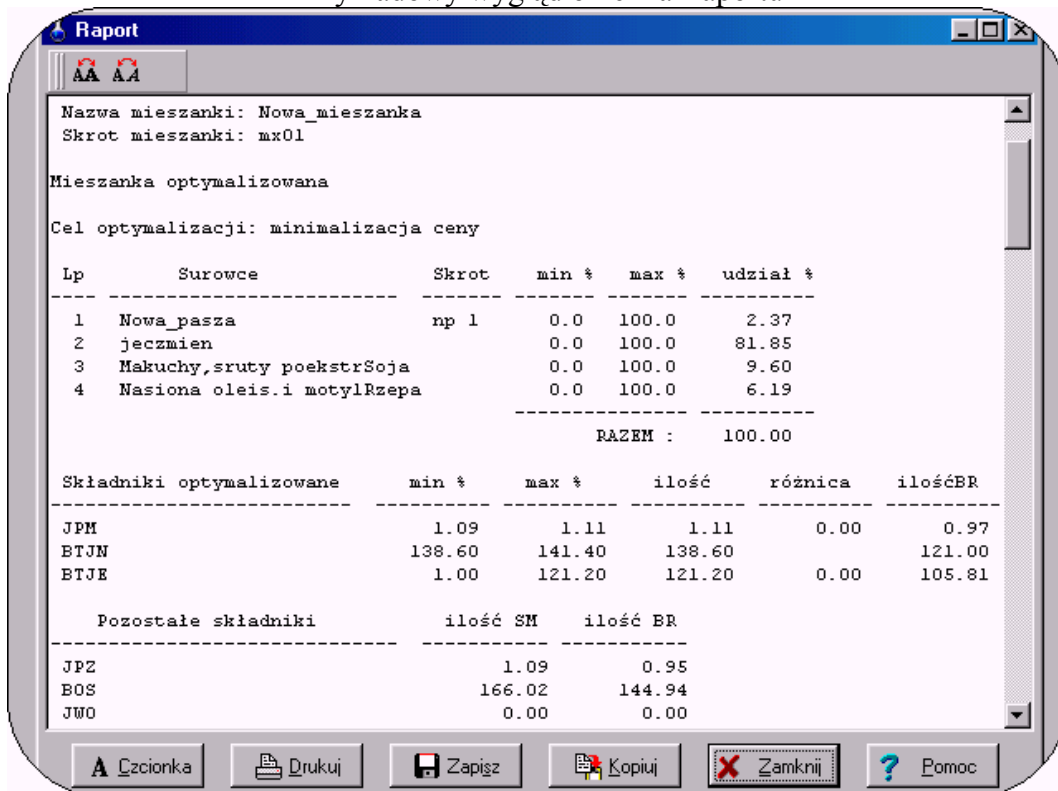 Raport
Nazwa mieszanki: Nowa_mieszanka
Skrot mieszanki: mx01
Mieszanka optymalizowana
Cel optymalizacji: minimalizacja ceny
Lp Surowce Skrot min % max % udział %
---- ------------------------- ------- ------- ------- ----------
1 Nowa_pasza np 1 0.0 100.0 2.37
2 jeczmien 0.0 100.0 81.85
3 Makuchy,sruty poekstrSoja 0.0 100.0 9.60
4 Nasiona oleis.i motylRzepa 0.0 100.0 6.19
--------------- ----------
RAZEM : 100.00
Składniki optymalizowane min % max % ilość różnica ilośćBR
--------------------------- ---------- ---------- ---------- ---------- ----------
JPM 1.09 1.11 1.11 0.00 0.97
BTJN 138.60 141.40 138.60 121.00
BTJE 1.00 121.20 121.20 0.00 105.81
Pozostałe składniki ilość SM ilość BR
------------------------------ ----------- -----------
JPZ 1.09 0.95
BOS 166.02 144.94
JWO 0.00 0.00
A Czcionka Drukuj Zapisz Kopiuj Zamknij ? Pomoc